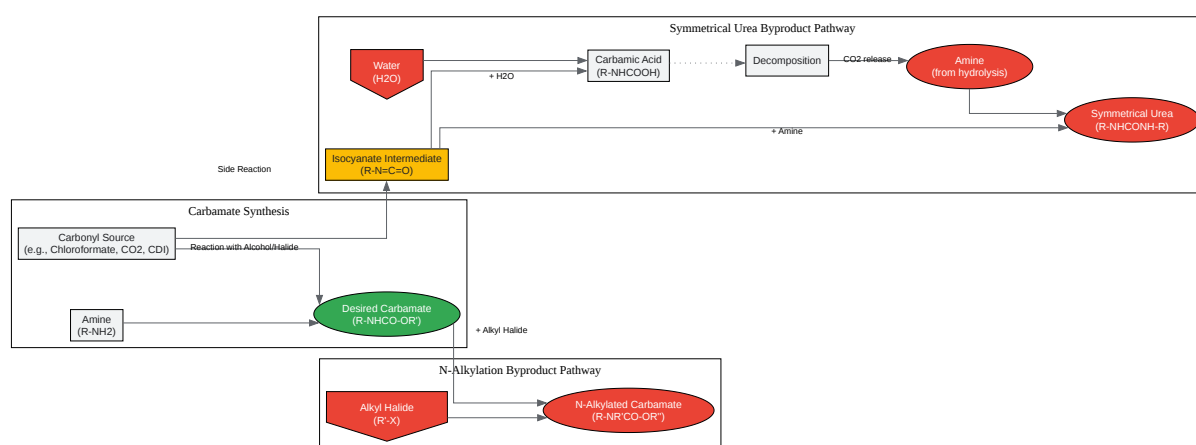 Symmetrical Urea Byproduct Pathway
Water
(H2O)
Carbamic Acid
(R-NHCOOH)
Decomposition
CO2 release
Amine
(from hydrolysis)
+ H2O
Symmetrical Urea
(R-NHCONH-R)
+ Amine
Isocyanate Intermediate
(R-N=C=O)
Side Reaction
Carbamate Synthesis
Carbonyl Source
(e.g., Chloroformate, CO2, CDI)
Reaction with Alcohol/Halide
Desired Carbamate
(R-NHCO-OR')
Amine
(R-NH2)
+ Alkyl Halide
N-Alkylation Byproduct Pathway
Alkyl Halide
(R'-X)
N-Alkylated Carbamate
(R-NR'CO-OR'')